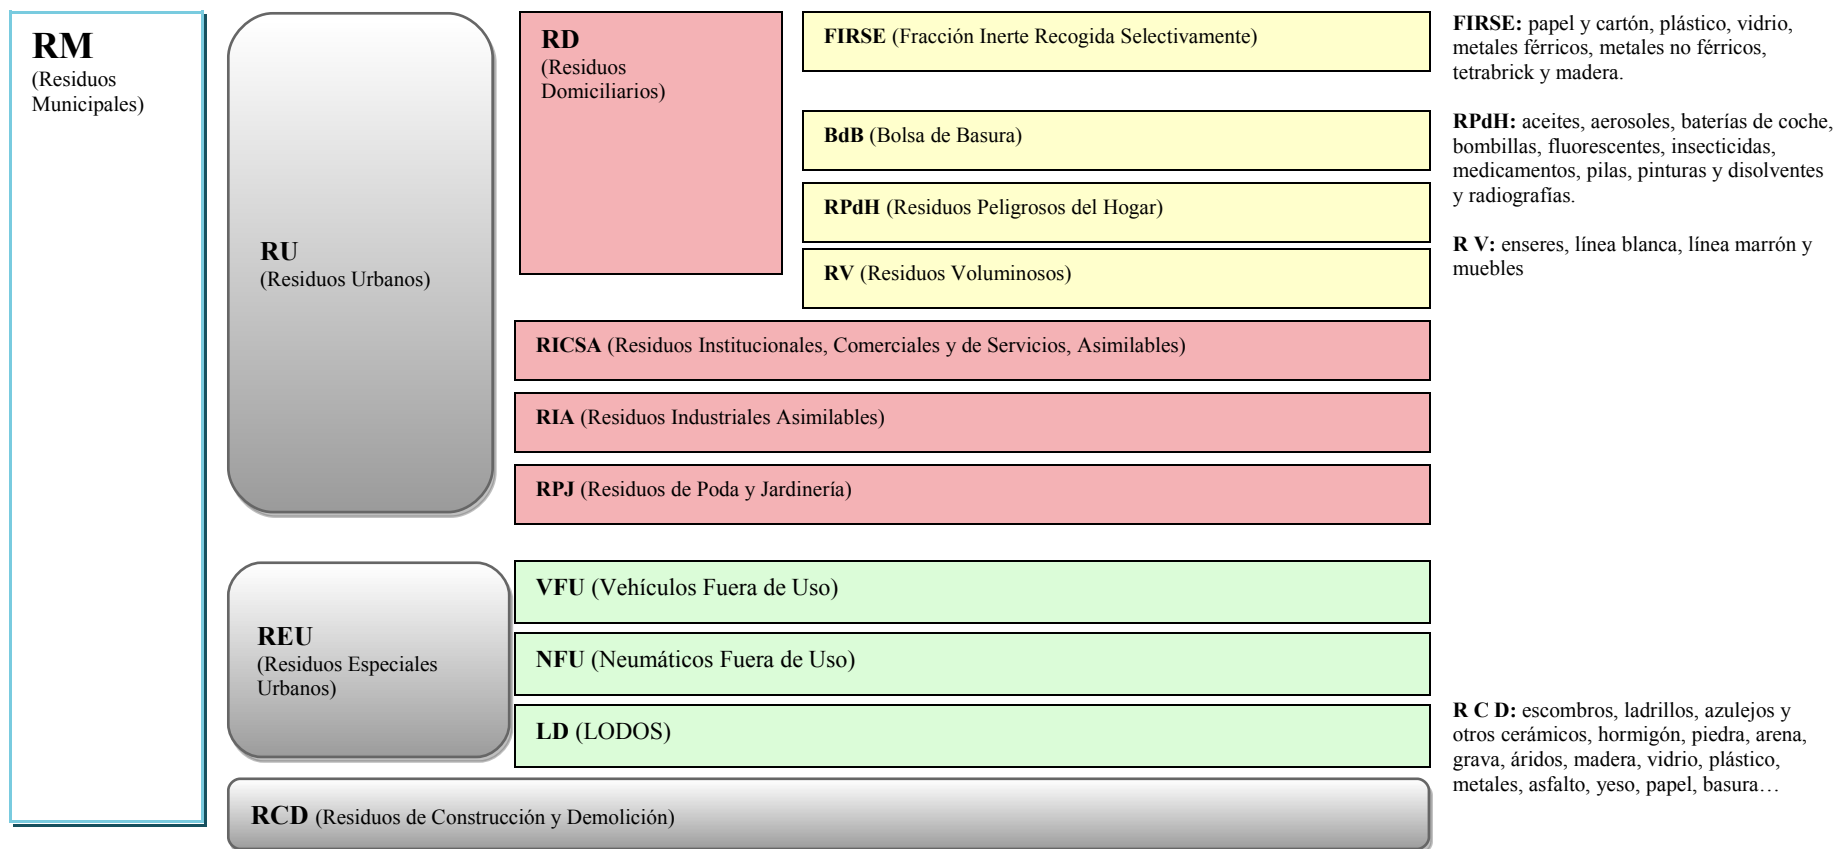 RM
(Residuos
Municipales)
RU
(Residuos Urbanos)
RD
(Residuos
Domiciliarios)
FIRSE (Fracción Inerte Recogida Selectivamente)
BdB (Bolsa de Basura)
RPdH (Residuos Peligrosos del Hogar)
RV (Residuos Voluminosos)
RICSA (Residuos Institucionales, Comerciales y de Servicios, Asimilables)
RIA (Residuos Industriales Asimilables)
RPJ (Residuos de Poda y Jardinería)
REU
(Residuos Especiales
Urbanos)
VFU (Vehículos Fuera de Uso)
NFU (Neumáticos Fuera de Uso)
LD (LODOS)
RCD (Residuos de Construcción y Demolición)
FIRSE: papel y cartón, plástico, vidrio,
metales férricos, metales no férricos,
tetrabrick y madera.
RPdH: aceites, aerosoles, baterías de coche,
bombillas, fluorescentes, insecticidas,
medicamentos, pilas, pinturas y disolventes
y radiografías.
R V: enseres, línea blanca, línea marrón y
muebles
R C D: escombros, ladrillos, azulejos y
otros cerámicos, hormigón, piedra, arena,
grava, áridos, madera, vidrio, plástico,
metales, asfalto, yeso, papel, basura…